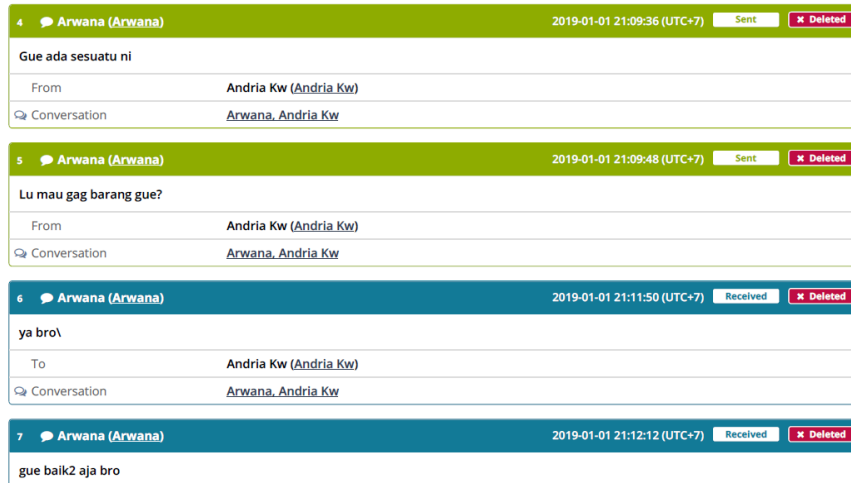 4 Arwana (Arwana) 2019-01-01 21:09:36 (UTC+7) Sent × Deleted
Gue ada sesuatu ni
From Andria Kw (Andria Kw)
Conversation Arwana, Andria Kw
5 Arwana (Arwana) 2019-01-01 21:09:48 (UTC+7) Sent × Deleted
Lu mau gag barang gue?
From Andria Kw (Andria Kw)
Conversation Arwana, Andria Kw
6 Arwana (Arwana) 2019-01-01 21:11:50 (UTC+7) Received × Deleted
ya bro\
To Andria Kw (Andria Kw)
Conversation Arwana, Andria Kw
7 Arwana (Arwana) 2019-01-01 21:12:12 (UTC+7) Received × Deleted
gue baik2 aja bro